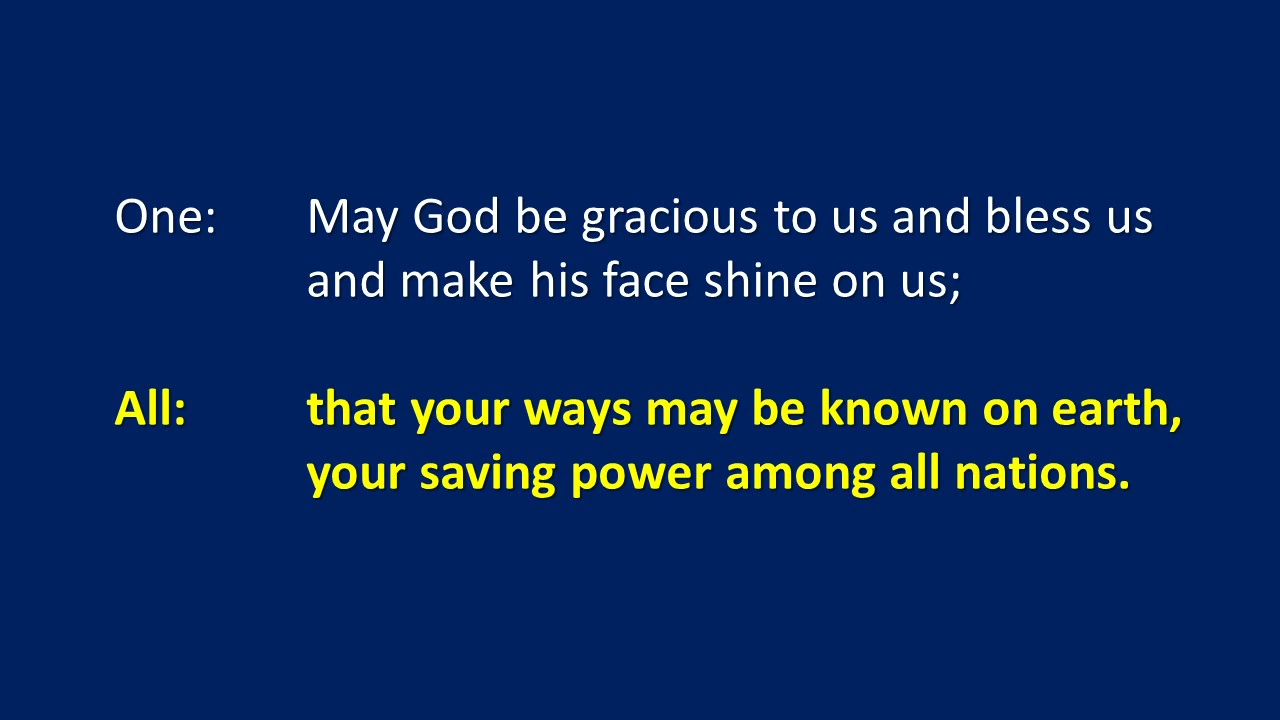 One: May God be gracious to us and bless us
and make his face shine on us;
All: that your ways may be known on earth,
your saving power among all nations.